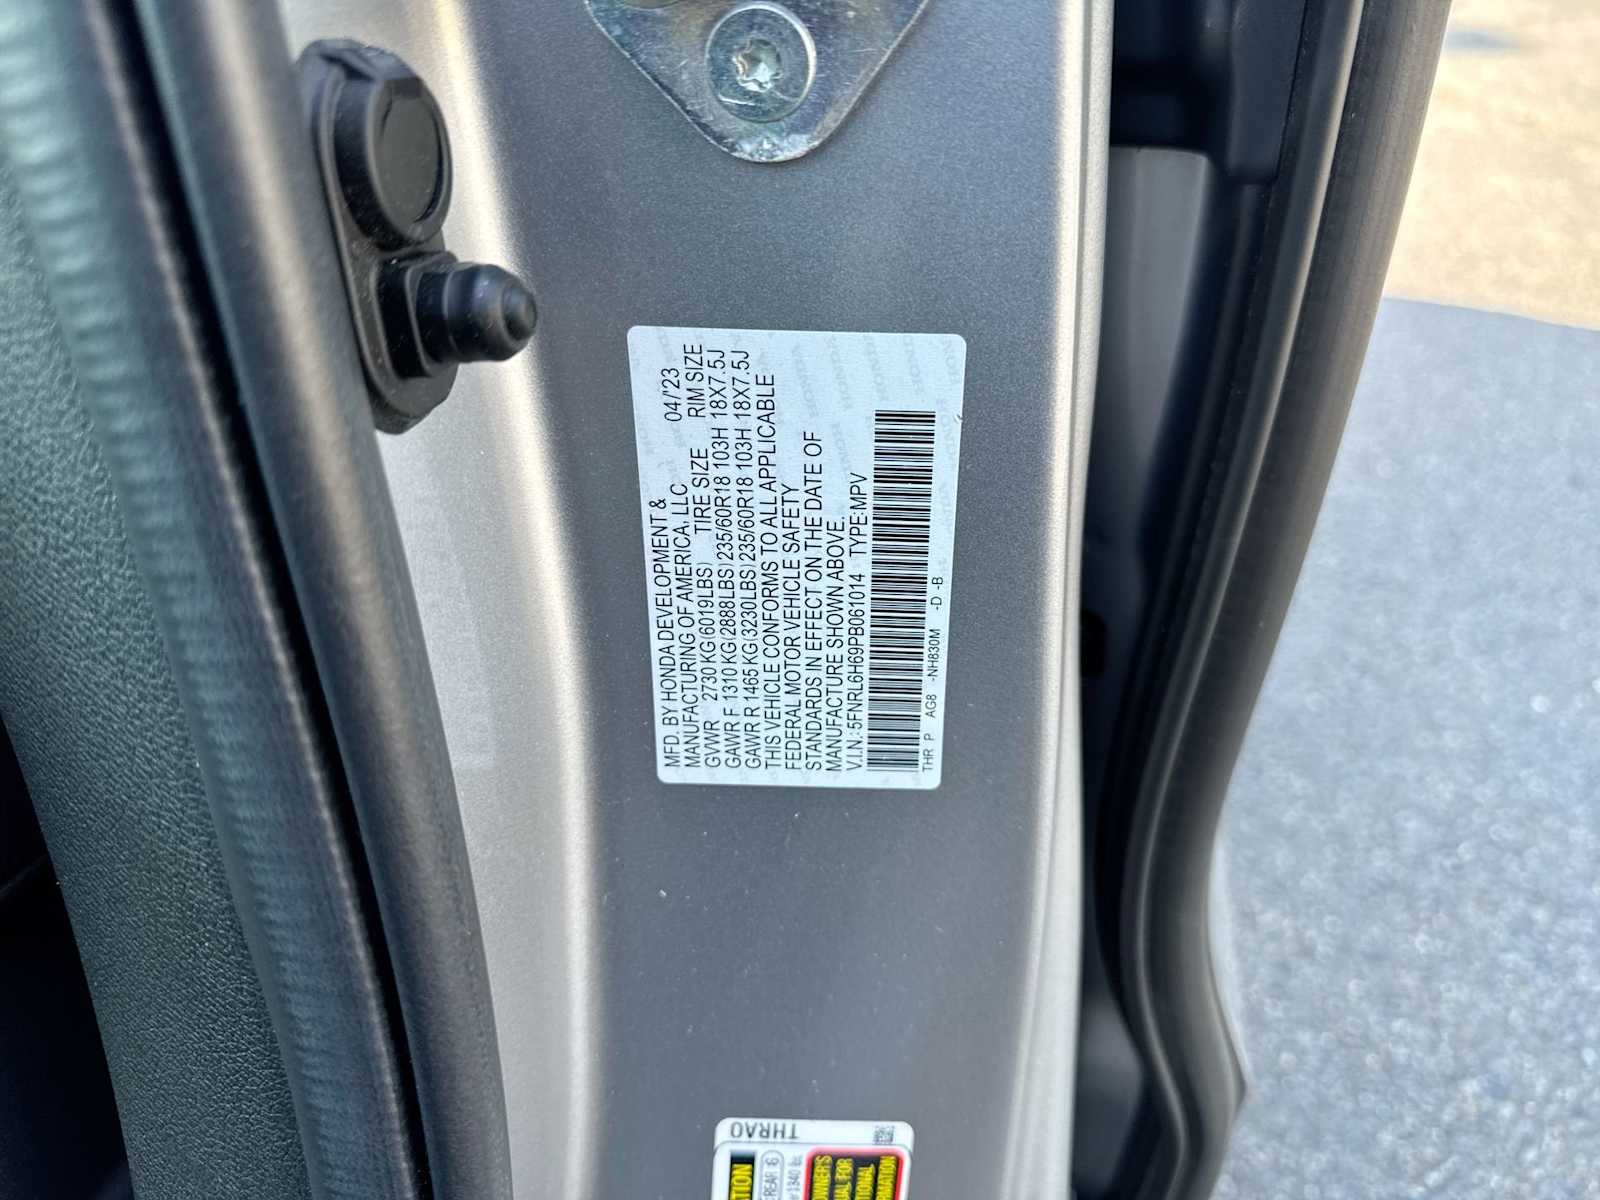 MFD. BY HONDA DEVELOPMENT &
MANUFACTURING OF AMERICA, LLC 04/'23
GVWR 2730 KG(6019LBS) TIRE SIZE RIM SIZE
GAWR F 1310 KG(2888LBS) 235/60R18 103H 18X7.5J
GAWR R 1465 KG(3230LBS) 235/60R18 103H 18X7.5J
THIS VEHICLE CONFORMS TO ALL APPLICABLE
FEDERAL MOTOR VEHICLE SAFETY
STANDARDS IN EFFECT ON THE DATE OF
MANUFACTURE SHOWN ABOVE.
V.I.N.: 5FNRL6H69PB061014 TYPE:MPV
THR P AG8 -NH830M -D -B
THRA0